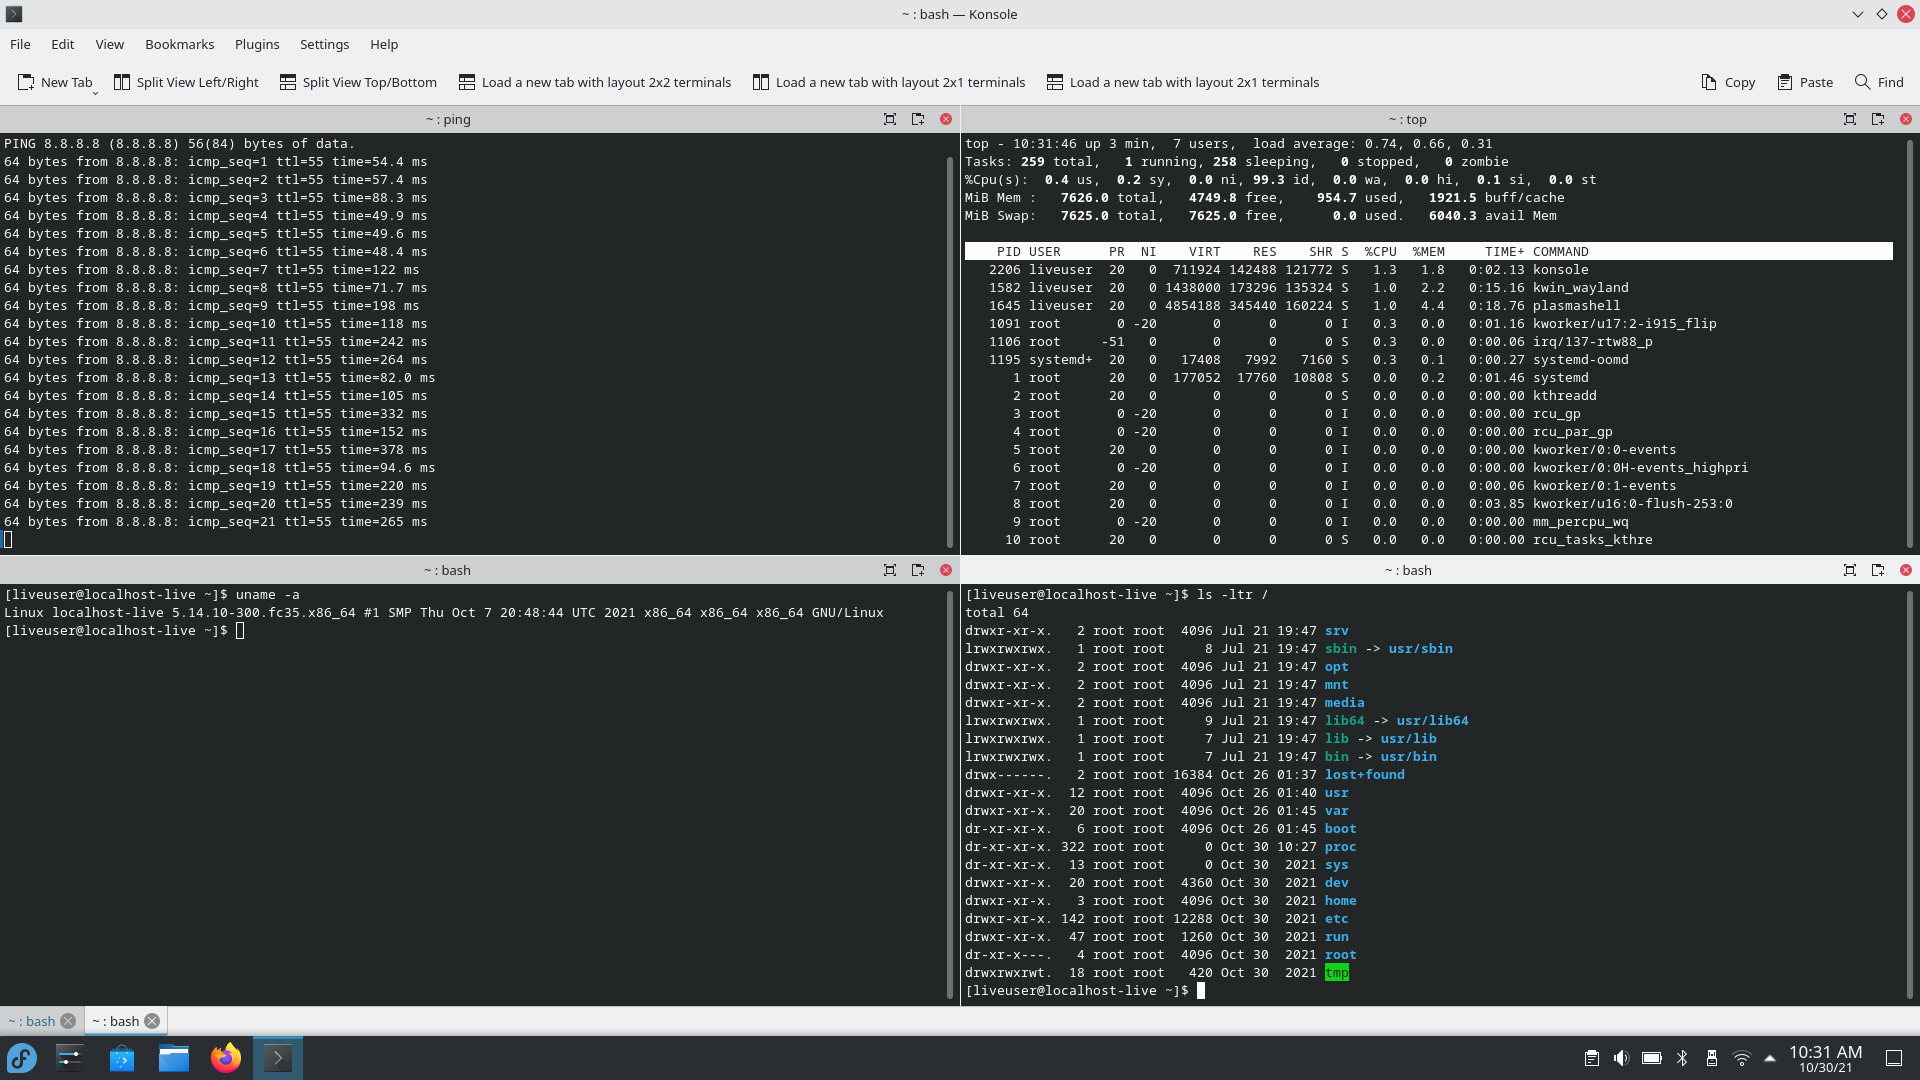 ~ : bash — Konsole
File Edit View Bookmarks Plugins Settings Help
New Tab Split View Left/Right Split View Top/Bottom Load a new tab with layout 2x2 terminals Load a new tab with layout 2x1 terminals Load a new tab with layout 2x1 terminals Copy Paste Find
~ : ping
PING 8.8.8.8 (8.8.8.8) 56(84) bytes of data.
64 bytes from 8.8.8.8: icmp_seq=1 ttl=55 time=54.4 ms
64 bytes from 8.8.8.8: icmp_seq=2 ttl=55 time=57.4 ms
64 bytes from 8.8.8.8: icmp_seq=3 ttl=55 time=88.3 ms
64 bytes from 8.8.8.8: icmp_seq=4 ttl=55 time=49.9 ms
64 bytes from 8.8.8.8: icmp_seq=5 ttl=55 time=49.6 ms
64 bytes from 8.8.8.8: icmp_seq=6 ttl=55 time=48.4 ms
64 bytes from 8.8.8.8: icmp_seq=7 ttl=55 time=122 ms
64 bytes from 8.8.8.8: icmp_seq=8 ttl=55 time=71.7 ms
64 bytes from 8.8.8.8: icmp_seq=9 ttl=55 time=198 ms
64 bytes from 8.8.8.8: icmp_seq=10 ttl=55 time=118 ms
64 bytes from 8.8.8.8: icmp_seq=11 ttl=55 time=242 ms
64 bytes from 8.8.8.8: icmp_seq=12 ttl=55 time=264 ms
64 bytes from 8.8.8.8: icmp_seq=13 ttl=55 time=82.0 ms
64 bytes from 8.8.8.8: icmp_seq=14 ttl=55 time=105 ms
64 bytes from 8.8.8.8: icmp_seq=15 ttl=55 time=332 ms
64 bytes from 8.8.8.8: icmp_seq=16 ttl=55 time=152 ms
64 bytes from 8.8.8.8: icmp_seq=17 ttl=55 time=378 ms
64 bytes from 8.8.8.8: icmp_seq=18 ttl=55 time=94.6 ms
64 bytes from 8.8.8.8: icmp_seq=19 ttl=55 time=220 ms
64 bytes from 8.8.8.8: icmp_seq=20 ttl=55 time=239 ms
64 bytes from 8.8.8.8: icmp_seq=21 ttl=55 time=265 ms
~ : top
top - 10:31:46 up 3 min,  7 users,  load average: 0.74, 0.66, 0.31
Tasks: 259 total,   1 running, 258 sleeping,   0 stopped,   0 zombie
%Cpu(s):  0.4 us,  0.2 sy,  0.0 ni, 99.3 id,  0.0 wa,  0.0 hi,  0.1 si,  0.0 st
MiB Mem :   7626.0 total,   4749.8 free,    954.7 used,   1921.5 buff/cache
MiB Swap:   7625.0 total,   7625.0 free,      0.0 used.   6040.3 avail Mem
PID USER      PR  NI    VIRT    RES    SHR S  %CPU  %MEM     TIME+ COMMAND
2206 liveuser  20   0  711924 142488 121772 S   1.3   1.8   0:02.13 konsole
1582 liveuser  20   0 1438000 173296 135324 S   1.0   2.2   0:15.16 kwin_wayland
1645 liveuser  20   0 4854188 345440 160224 S   1.0   4.4   0:18.76 plasmashell
1091 root       0 -20       0      0      0 I   0.3   0.0   0:01.16 kworker/u17:2-i915_flip
1106 root     -51   0       0      0      0 S   0.3   0.0   0:00.06 irq/137-rtw88_p
1195 systemd+  20   0   17408   7992   7160 S   0.3   0.1   0:00.27 systemd-oomd
1 root      20   0  177052  17760  10808 S   0.0   0.2   0:01.46 systemd
2 root      20   0       0      0      0 S   0.0   0.0   0:00.00 kthreadd
3 root       0 -20       0      0      0 I   0.0   0.0   0:00.00 rcu_gp
4 root       0 -20       0      0      0 I   0.0   0.0   0:00.00 rcu_par_gp
5 root      20   0       0      0      0 I   0.0   0.0   0:00.00 kworker/0:0-events
6 root       0 -20       0      0      0 I   0.0   0.0   0:00.00 kworker/0:0H-events_highpri
7 root      20   0       0      0      0 I   0.0   0.0   0:00.06 kworker/0:1-events
8 root      20   0       0      0      0 I   0.0   0.0   0:03.85 kworker/u16:0-flush-253:0
9 root       0 -20       0      0      0 I   0.0   0.0   0:00.00 mm_percpu_wq
10 root      20   0       0      0      0 S   0.0   0.0   0:00.00 rcu_tasks_kthre
~ : bash
[liveuser@localhost-live ~]$ uname -a
Linux localhost-live 5.14.10-300.fc35.x86_64 #1 SMP Thu Oct 7 20:48:44 UTC 2021 x86_64 x86_64 x86_64 GNU/Linux
[liveuser@localhost-live ~]$
~ : bash
[liveuser@localhost-live ~]$ ls -ltr /
total 64
drwxr-xr-x.   2 root root  4096 Jul 21 19:47 srv
lrwxrwxrwx.   1 root root     8 Jul 21 19:47 sbin -> usr/sbin
drwxr-xr-x.   2 root root  4096 Jul 21 19:47 opt
drwxr-xr-x.   2 root root  4096 Jul 21 19:47 mnt
drwxr-xr-x.   2 root root  4096 Jul 21 19:47 media
lrwxrwxrwx.   1 root root     9 Jul 21 19:47 lib64 -> usr/lib64
lrwxrwxrwx.   1 root root     7 Jul 21 19:47 lib -> usr/lib
lrwxrwxrwx.   1 root root     7 Jul 21 19:47 bin -> usr/bin
drwx------.   2 root root 16384 Oct 26 01:37 lost+found
drwxr-xr-x.  12 root root  4096 Oct 26 01:40 usr
drwxr-xr-x.  20 root root  4096 Oct 26 01:45 var
dr-xr-xr-x.   6 root root  4096 Oct 26 01:45 boot
dr-xr-xr-x. 322 root root     0 Oct 30 10:27 proc
dr-xr-xr-x.  13 root root     0 Oct 30  2021 sys
drwxr-xr-x.  20 root root  4360 Oct 30  2021 dev
drwxr-xr-x.   3 root root  4096 Oct 30  2021 home
drwxr-xr-x. 142 root root 12288 Oct 30  2021 etc
drwxr-xr-x.  47 root root  1260 Oct 30  2021 run
dr-xr-x---.   4 root root  4096 Oct 30  2021 root
drwxrwxrwt.  18 root root   420 Oct 30  2021 tmp
[liveuser@localhost-live ~]$
~ : bash ~ : bash
10:31 AM
10/30/21